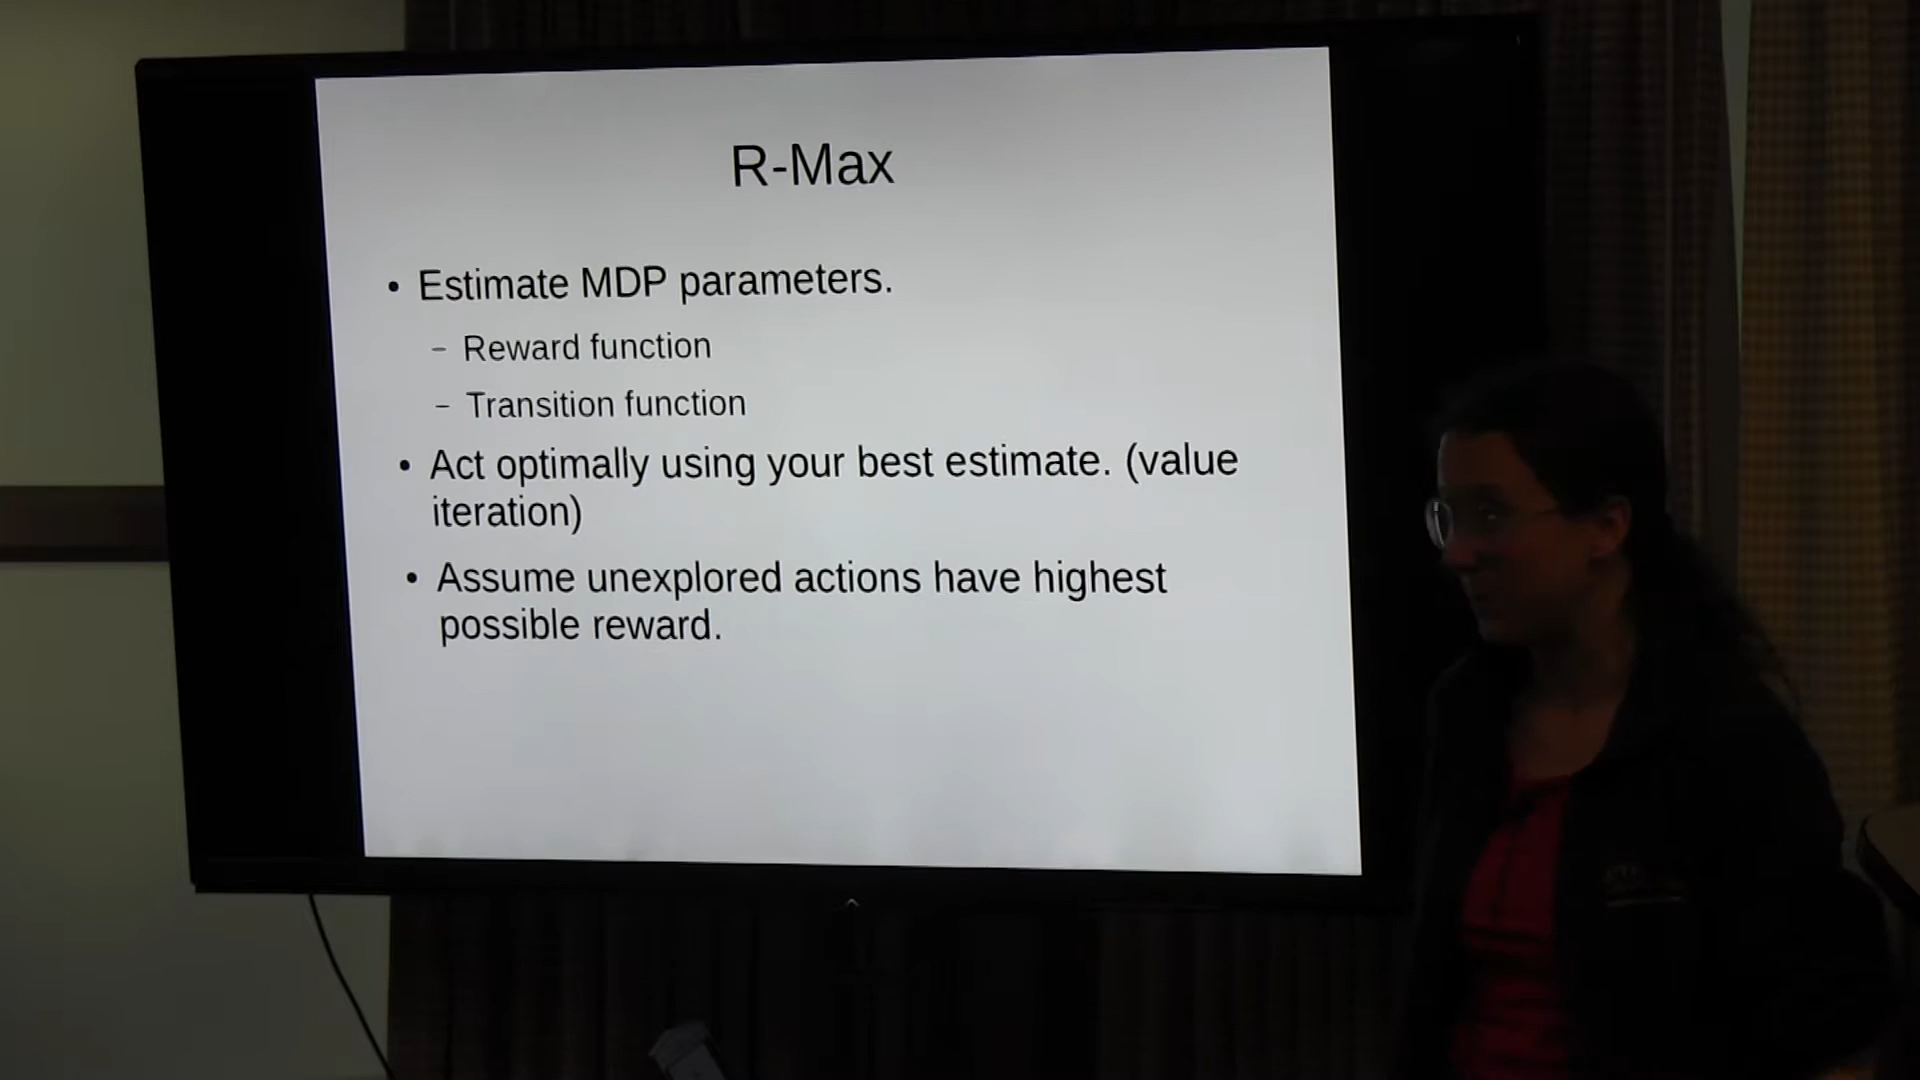 R-Max
• Estimate MDP parameters.
– Reward function
– Transition function
• Act optimally using your best estimate. (value
iteration)
• Assume unexplored actions have highest
possible reward.